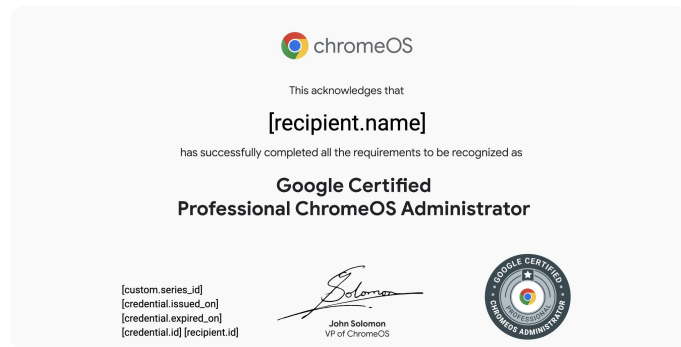 chromeOS
This acknowledges that
[recipient.name]
has successfully completed all the requirements to be recognized as
Google Certified
Professional ChromeOS Administrator
[custom.series_id]
[credential.issued_on]
[credential.expired_on]
[credential.id] [recipient.id]
Solomon
John Solomon
VP of ChromeOS
GOOGLE CERTIFIED
PROFESSIONAL
CHROMEOS ADMINISTRATOR